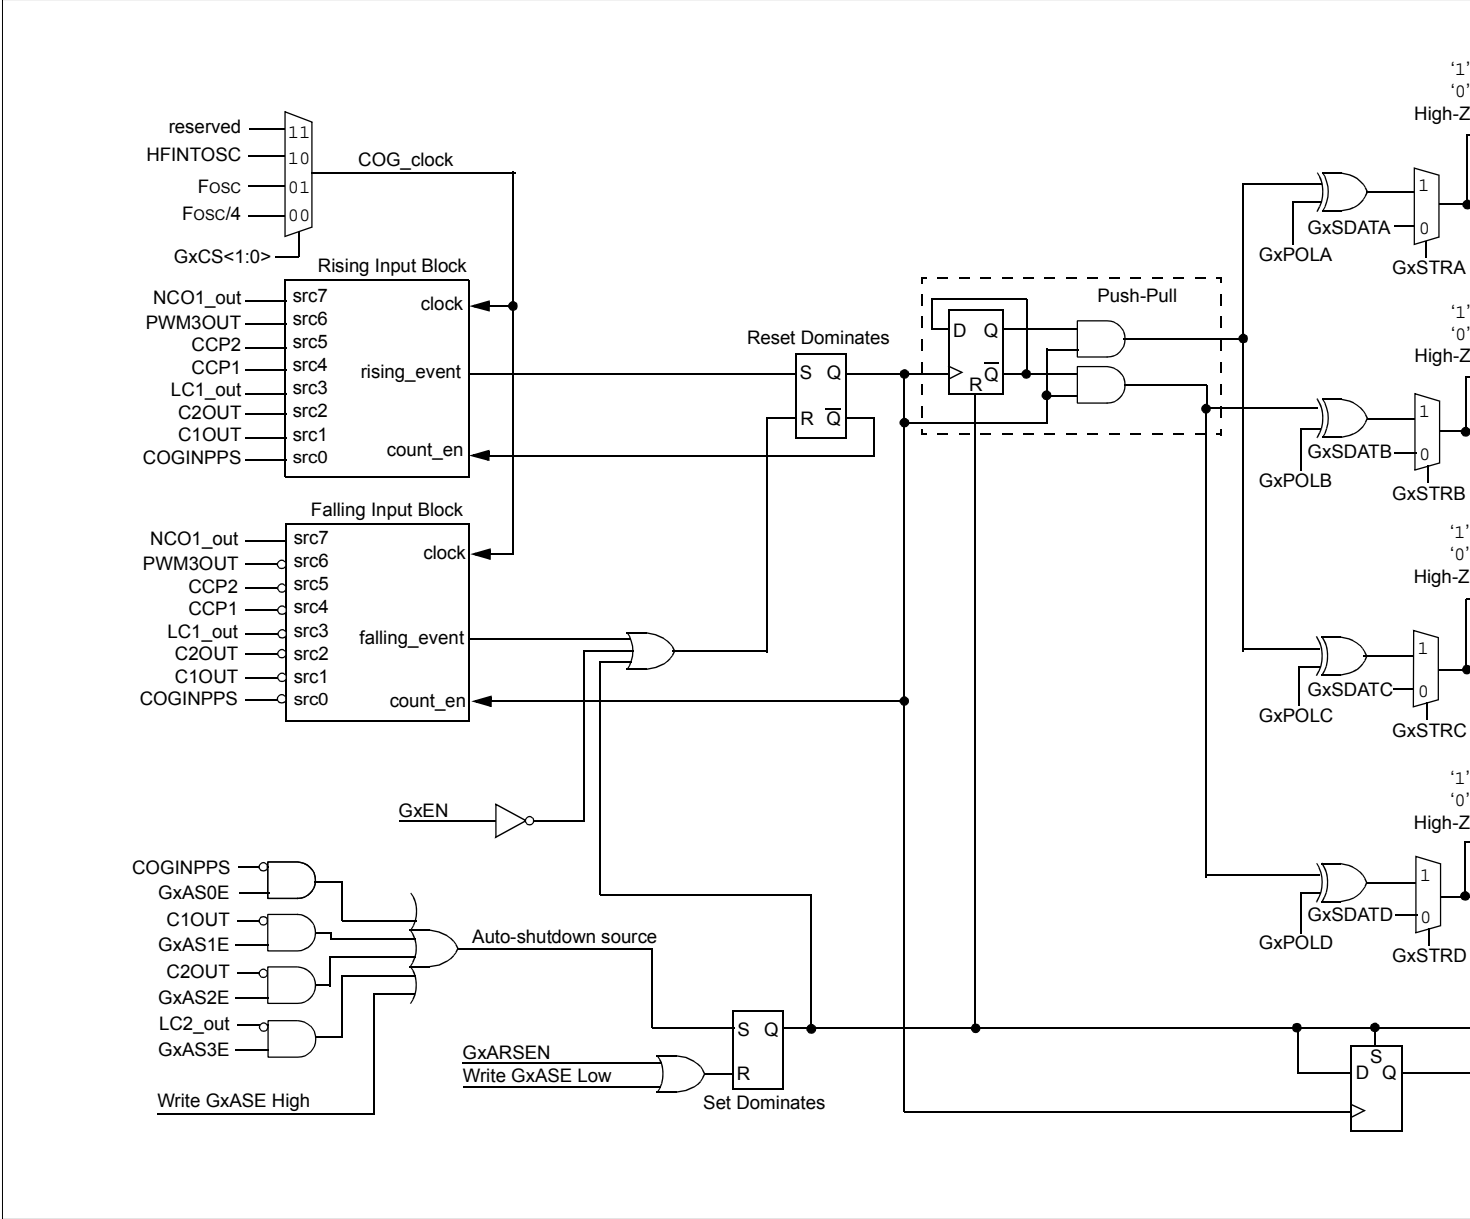 reserved
HFINTOSC
FOSC
FOSC/4
11
10
01
00
GxCS<1:0>
COG_clock
Rising Input Block
NCO1_out
PWM3OUT
CCP2
CCP1
LC1_out
C2OUT
C1OUT
COGINPPS
src7
src6
src5
src4
src3
src2
src1
src0
clock
rising_event
count_en
Falling Input Block
NCO1_out
PWM3OUT
CCP2
CCP1
LC1_out
C2OUT
C1OUT
COGINPPS
src7
src6
src5
src4
src3
src2
src1
src0
clock
falling_event
count_en
GxEN
COGINPPS
GxAS0E
C1OUT
GxAS1E
C2OUT
GxAS2E
LC2_out
GxAS3E
Write GxASE High
Auto-shutdown source
GxARSEN
Write GxASE Low
S Q
R
Set Dominates
Reset Dominates
S Q
R Q
Push-Pull
D Q
R Q
‘1’
‘0’
High-Z
1
GxSDATA
0
GxPOLA
GxSTRA
‘1’
‘0’
High-Z
1
GxSDATB
0
GxPOLB
GxSTRB
‘1’
‘0’
High-Z
1
GxSDATC
0
GxPOLC
GxSTRC
‘1’
‘0’
High-Z
1
GxSDATD
0
GxPOLD
GxSTRD
S
D Q